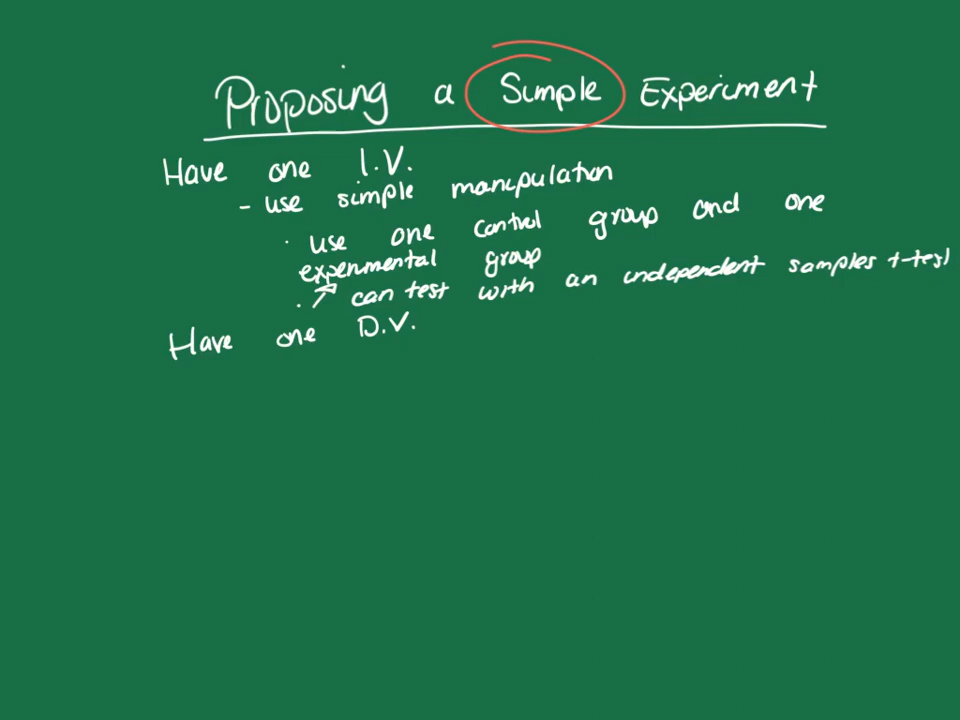 Proposing a Simple Experiment
Have one I.V.
- use simple manipulation
· use one control group and one
experimental group
· ↗ can test with an independent samples t-test
Have one D.V.